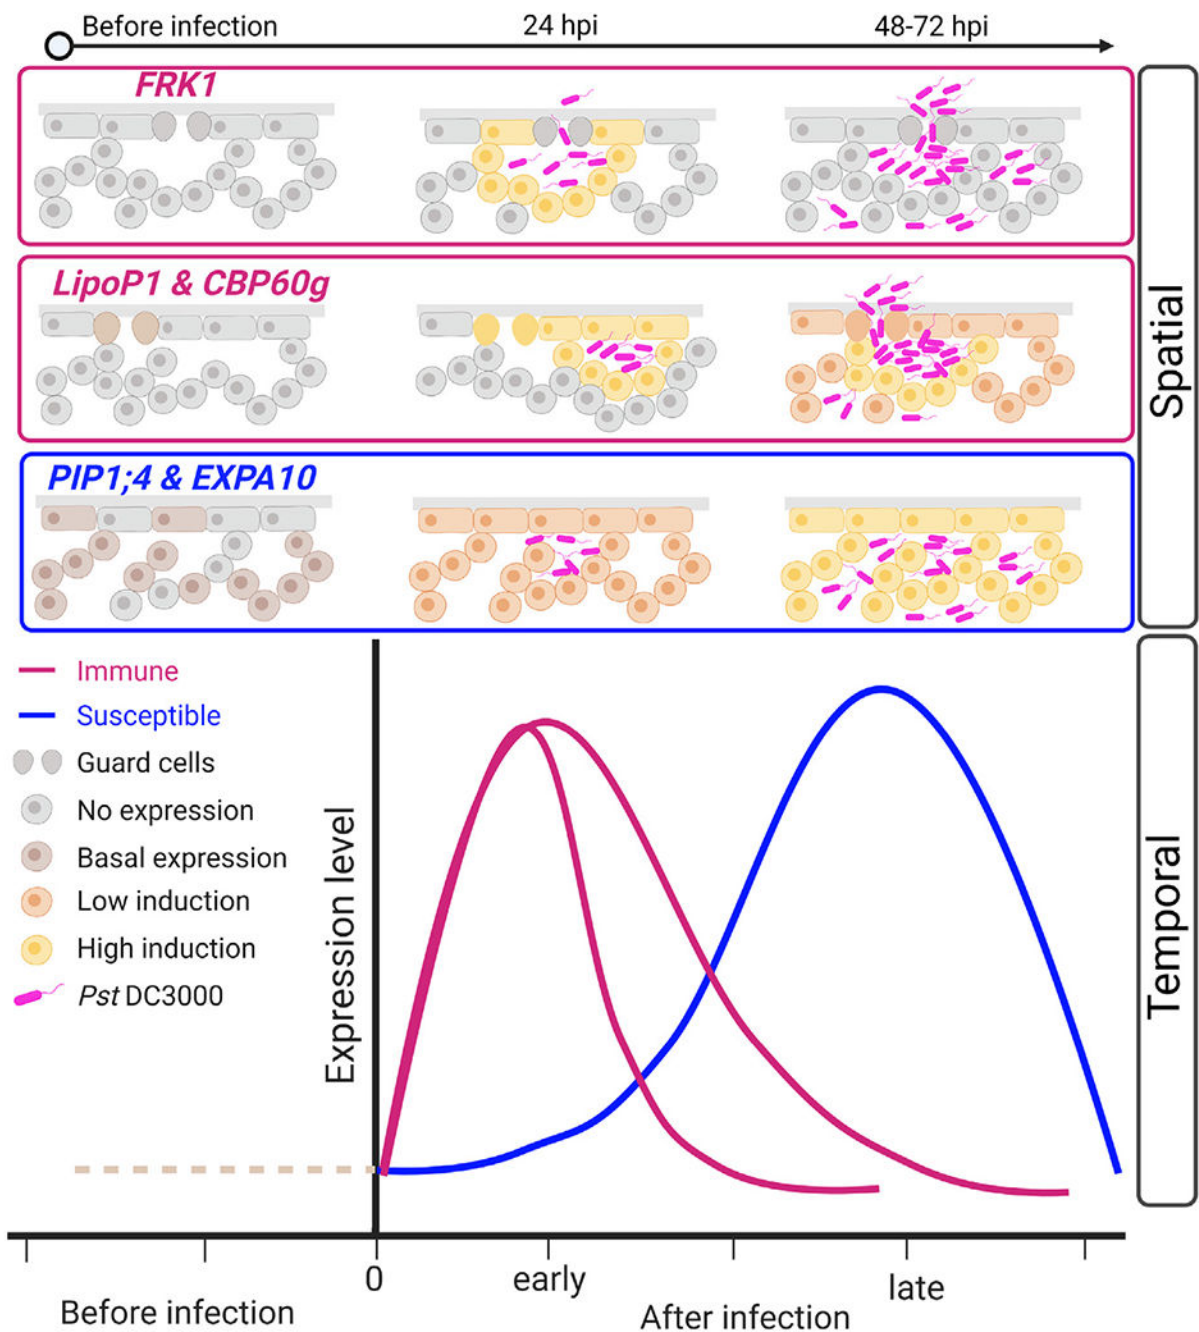 Before infection
24 hpi
48-72 hpi
FRK1
LipoP1 & CBP60g
PIP1;4 & EXPA10
Spatial
Immune
Susceptible
Guard cells
No expression
Basal expression
Low induction
High induction
Pst DC3000
Expression level
Temporal
0
early
late
Before infection
After infection